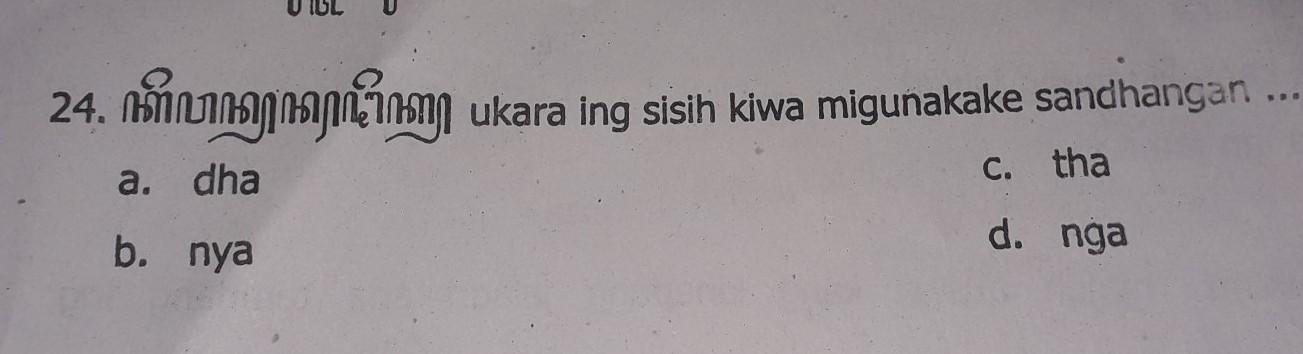 24. ukara ing sisih kiwa migunakake sandhangan ...
a. dha
c. tha
b. nya
d. nga